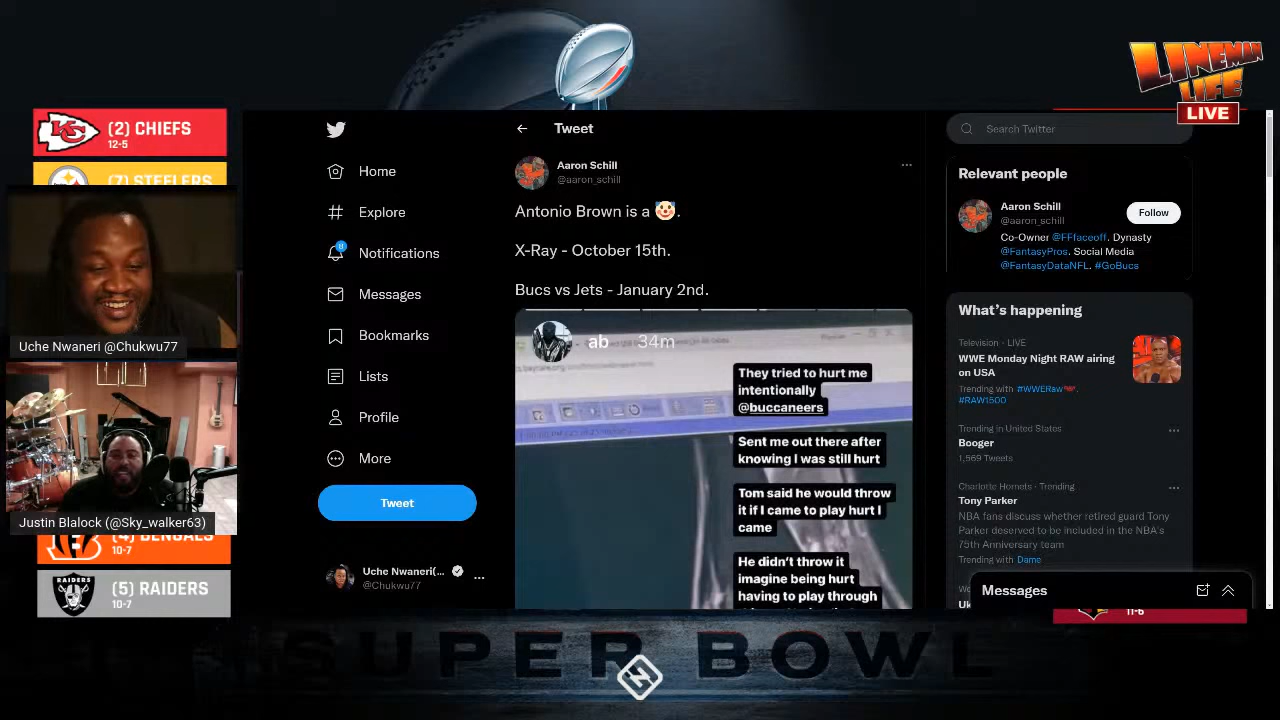 LINEMAN
LIFE
LIVE
(2) CHIEFS
12-5
(7) STEELERS
Uche Nwaneri @Chukwu77
Justin Blalock (@Sky_walker63)
(4) BENGALS
10-7
(5) RAIDERS
10-7
Home
Explore
8
Notifications
Messages
Bookmarks
Lists
Profile
More
Tweet
Uche Nwaneri(...
@Chukwu77
Tweet
Aaron Schill
@aaron_schill
Antonio Brown is a 🤡.
X-Ray - October 15th.
Bucs vs Jets - January 2nd.
ab 34m
They tried to hurt me
intentionally
@buccaneers
Sent me out there after
knowing I was still hurt
Tom said he would throw
it if I came to play hurt I
came
He didn't throw it
imagine being hurt
having to play through
Search Twitter
Relevant people
Aaron Schill
@aaron_schill
Follow
Co-Owner @FFfaceoff. Dynasty
@FantasyPros. Social Media
@FantasyDataNFL. #GoBucs
What's happening
Television · LIVE
WWE Monday Night RAW airing
on USA
Trending with #WWERaw,
#RAW1500
Trending in United States
Booger
1,569 Tweets
Charlotte Hornets · Trending
Tony Parker
NBA fans discuss whether retired guard Tony
Parker deserved to be included in the NBA's
75th Anniversary team
Trending with Dame
Messages
11-6
SUPER BOWL